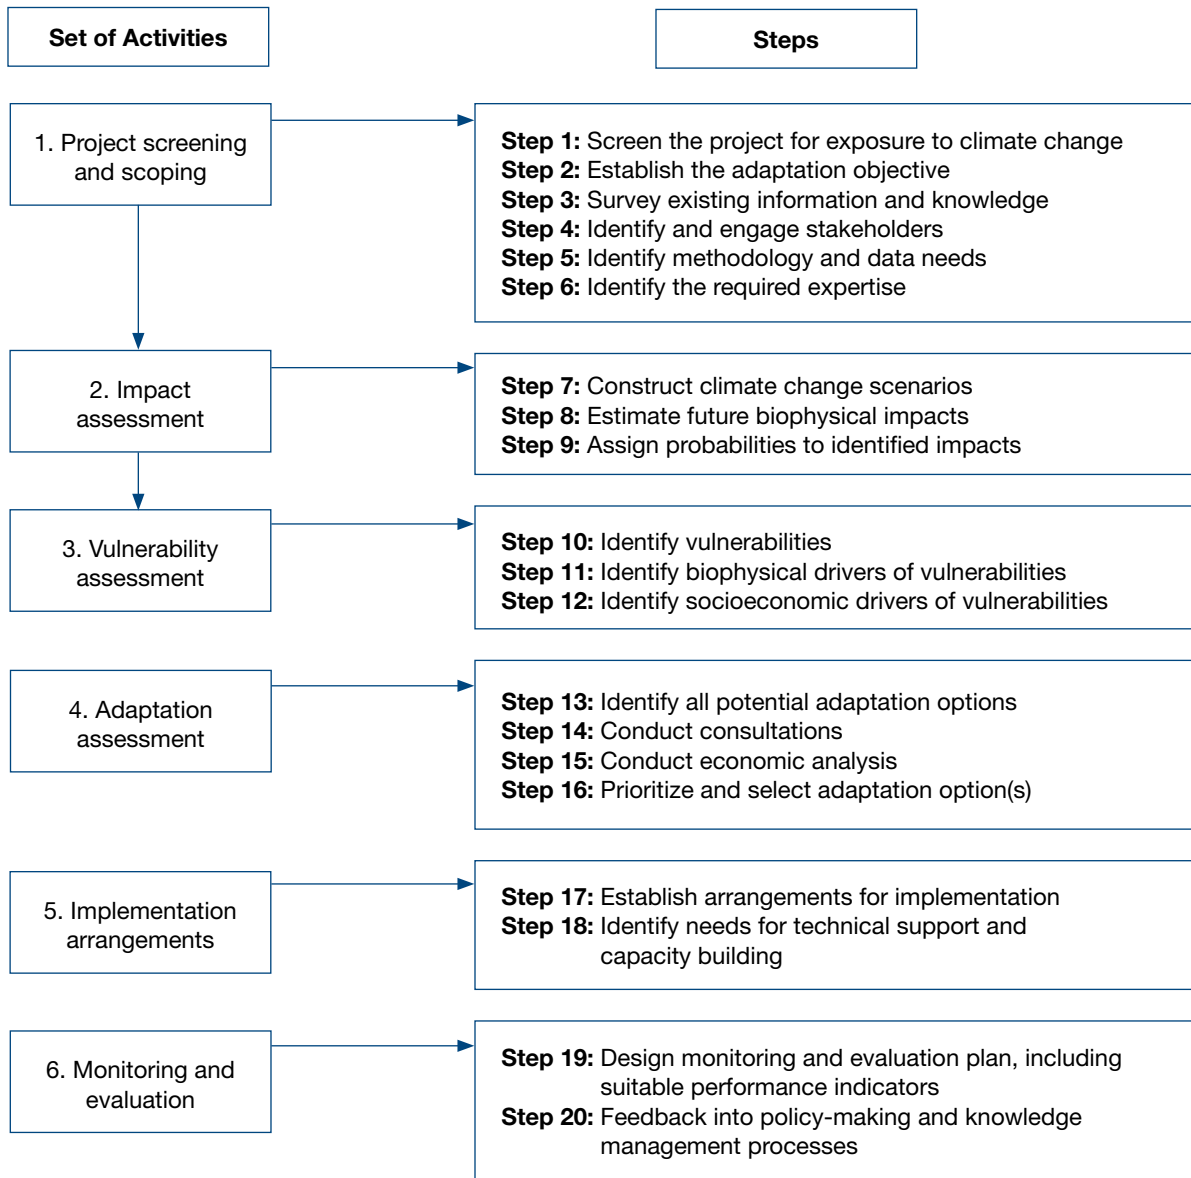 Set of Activities
Steps
1. Project screening
and scoping
Step 1: Screen the project for exposure to climate change
Step 2: Establish the adaptation objective
Step 3: Survey existing information and knowledge
Step 4: Identify and engage stakeholders
Step 5: Identify methodology and data needs
Step 6: Identify the required expertise
2. Impact
assessment
Step 7: Construct climate change scenarios
Step 8: Estimate future biophysical impacts
Step 9: Assign probabilities to identified impacts
3. Vulnerability
assessment
Step 10: Identify vulnerabilities
Step 11: Identify biophysical drivers of vulnerabilities
Step 12: Identify socioeconomic drivers of vulnerabilities
4. Adaptation
assessment
Step 13: Identify all potential adaptation options
Step 14: Conduct consultations
Step 15: Conduct economic analysis
Step 16: Prioritize and select adaptation option(s)
5. Implementation
arrangements
Step 17: Establish arrangements for implementation
Step 18: Identify needs for technical support and
capacity building
6. Monitoring and
evaluation
Step 19: Design monitoring and evaluation plan, including
suitable performance indicators
Step 20: Feedback into policy-making and knowledge
management processes